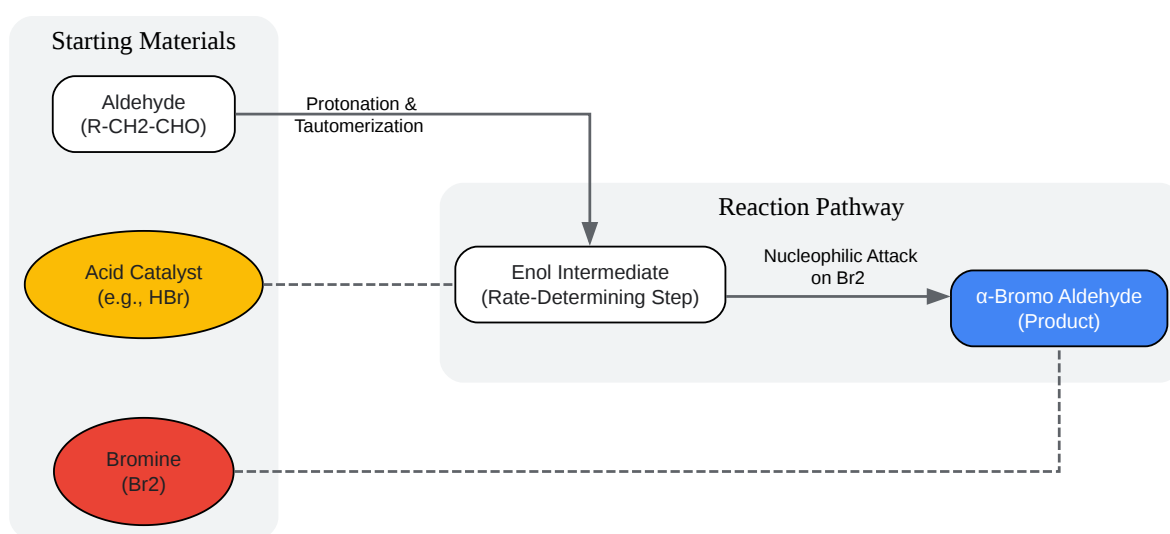 Starting Materials
Aldehyde
(R-CH2-CHO)
Protonation &
Tautomerization
Acid Catalyst
(e.g., HBr)
Bromine
(Br2)
Reaction Pathway
Enol Intermediate
(Rate-Determining Step)
Nucleophilic Attack
on Br2
α-Bromo Aldehyde
(Product)